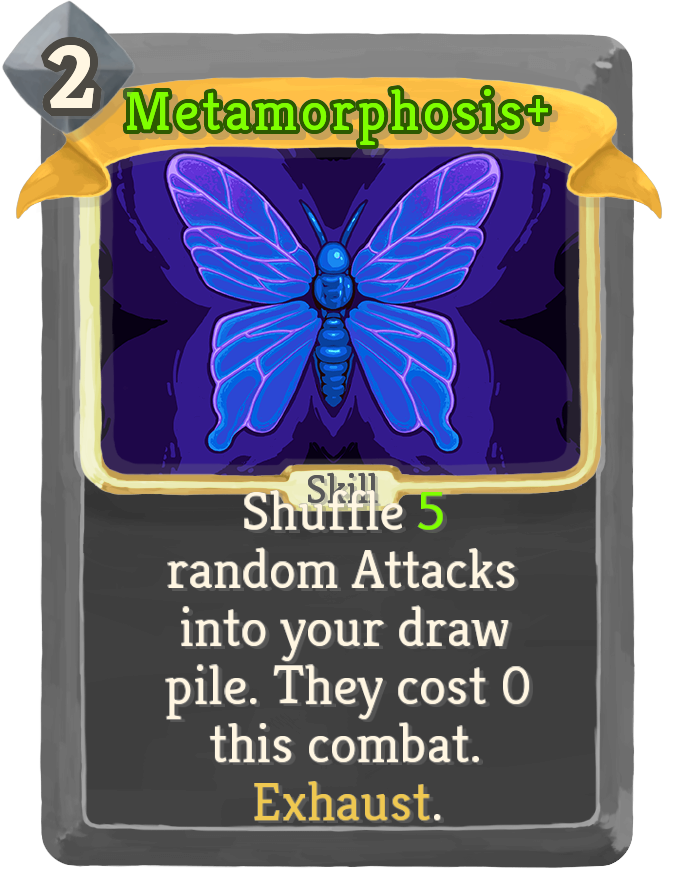 2
Metamorphosis+
Skill
Shuffle 5
random Attacks
into your draw
pile. They cost 0
this combat.
Exhaust.